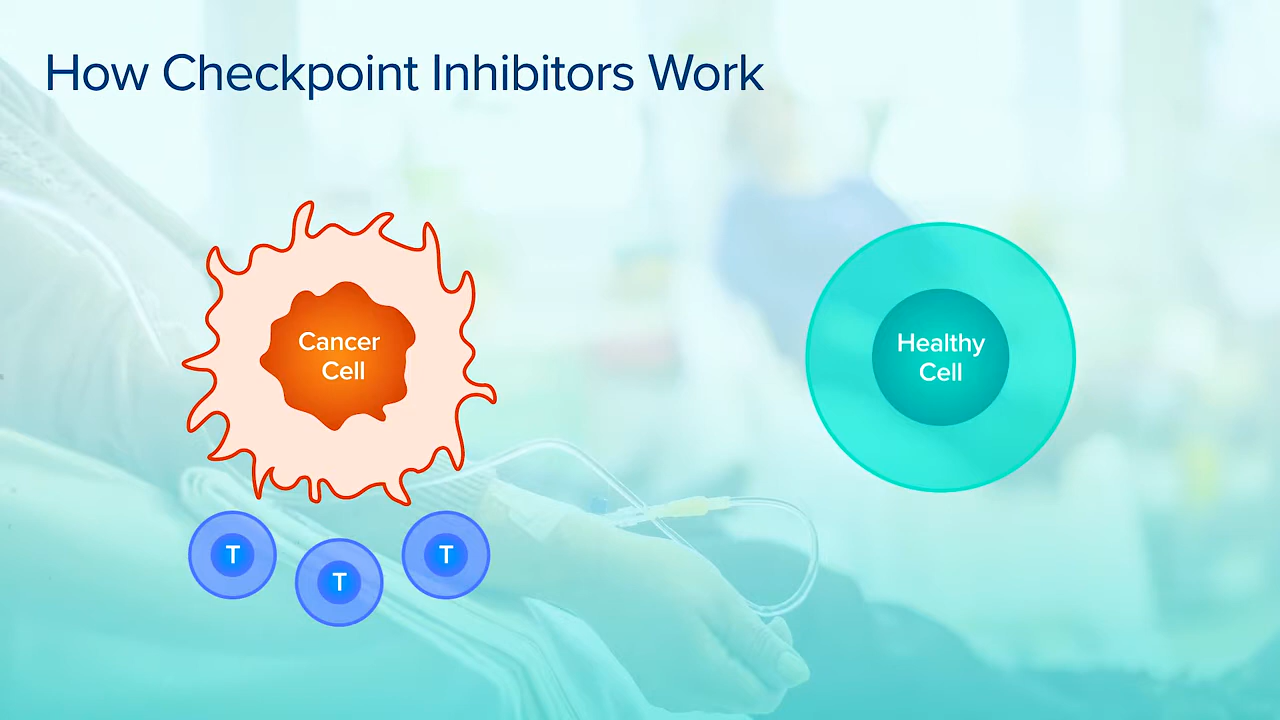 How Checkpoint Inhibitors Work
Cancer
Cell
Healthy
Cell
T
T
T